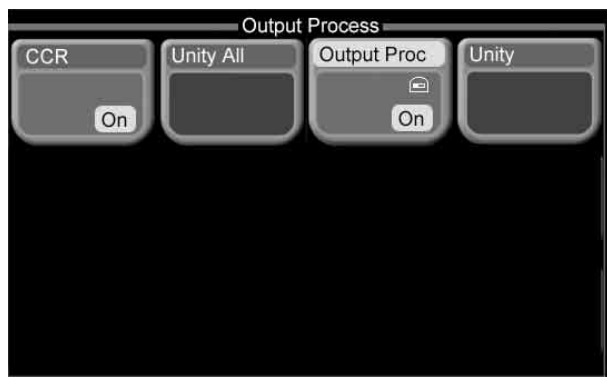 Output Process
CCR
Unity All
Output Proc
Unity
On
On